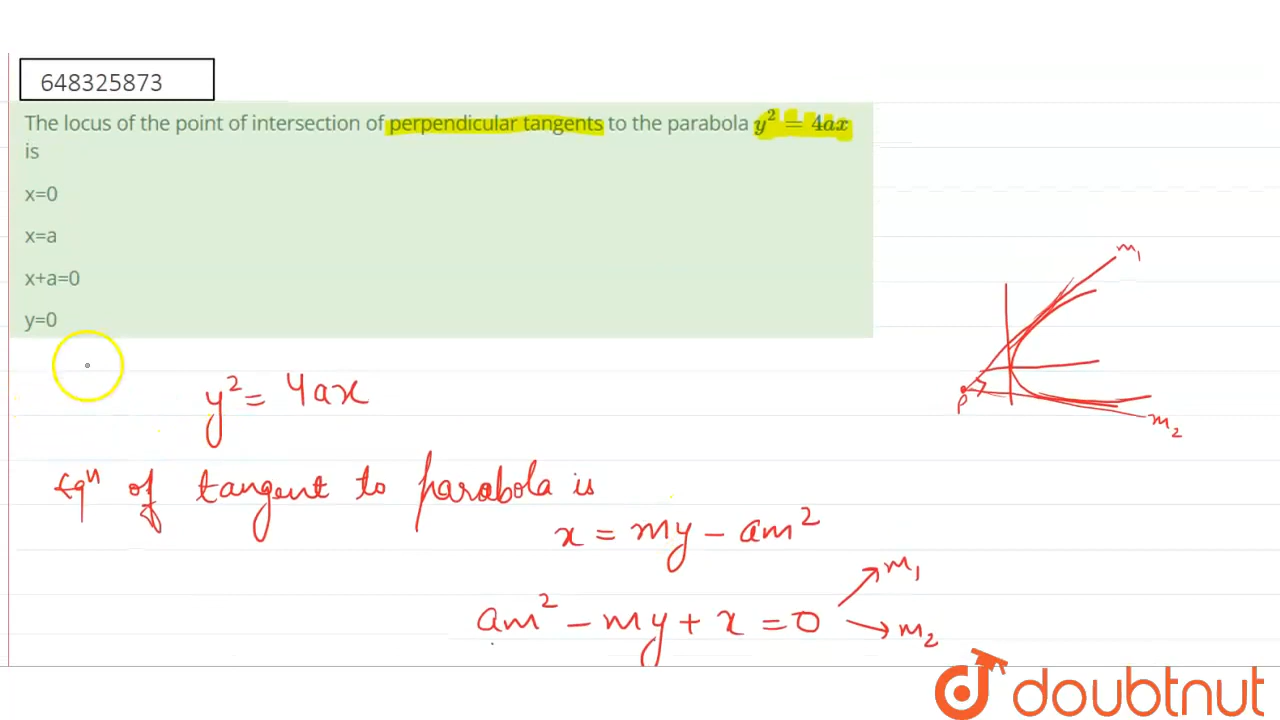 648325873
The locus of the point of intersection of perpendicular tangents to the parabola y² = 4ax
is
x=0
x=a
x+a=0
y=0
m₁
P
m₂
y² = 4ax
Eqⁿ of tangent to parabola is
x = my - am²
am² - my + x = 0
m₁
m₂
doubtnut